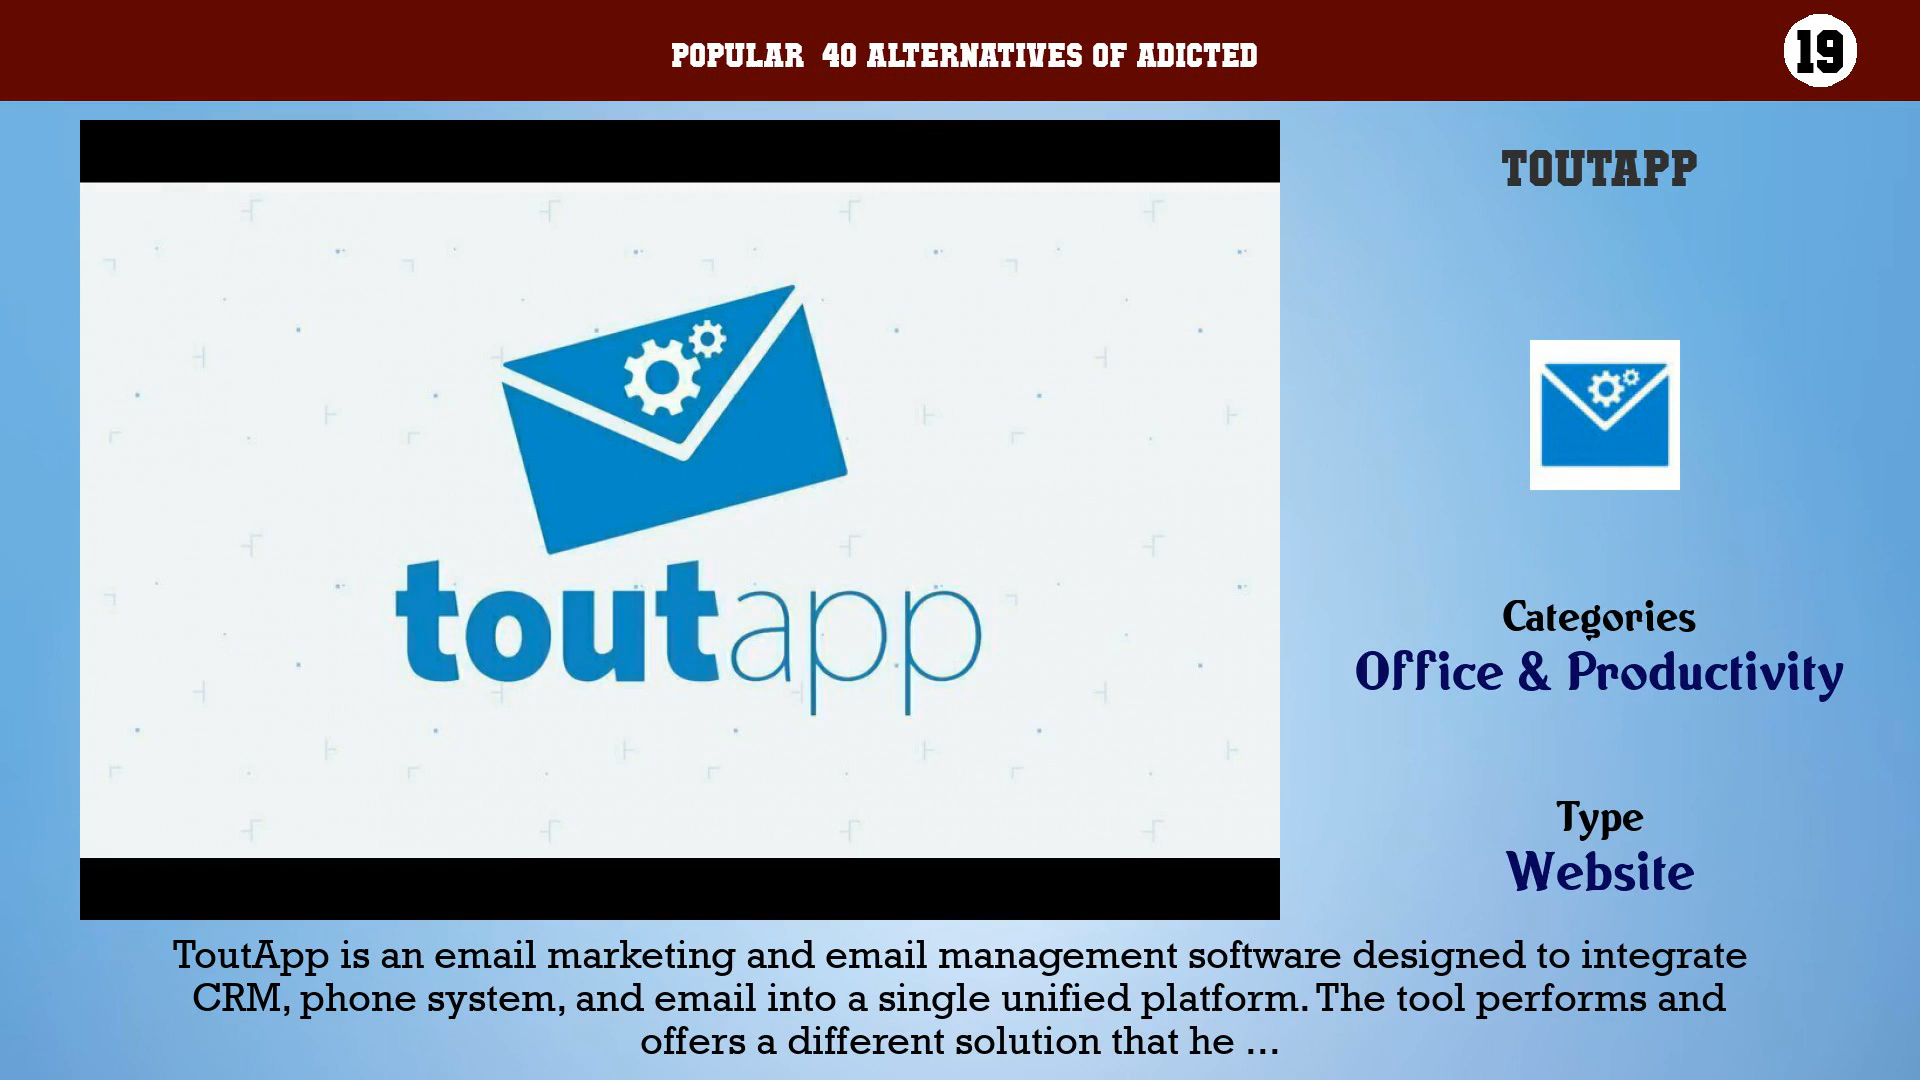 POPULAR 40 ALTERNATIVES OF ADICTED
19
TOUTAPP
toutapp
Categories
Office & Productivity
Type
Website
ToutApp is an email marketing and email management software designed to integrate
CRM, phone system, and email into a single unified platform. The tool performs and
offers a different solution that he ...